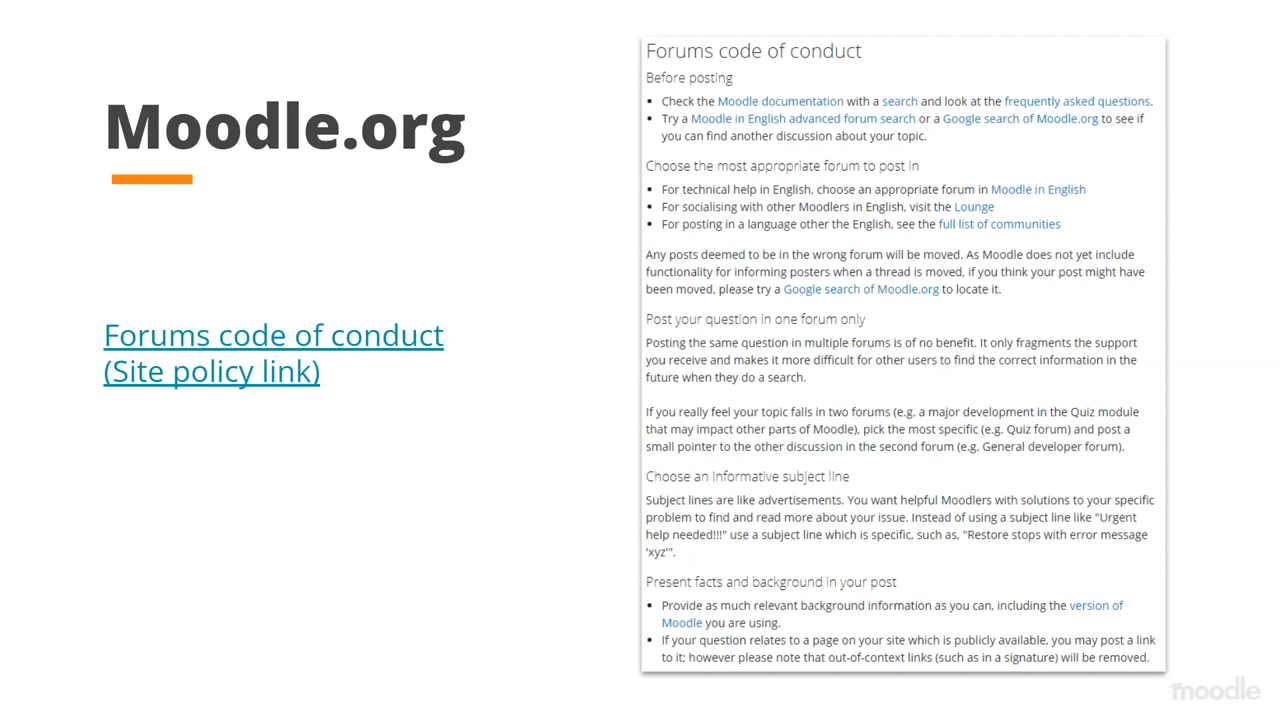 Moodle.org
Forums code of conduct
(Site policy link)
Forums code of conduct
Before posting
• Check the Moodle documentation with a search and look at the frequently asked questions.
• Try a Moodle in English advanced forum search or a Google search of Moodle.org to see if
you can find another discussion about your topic.
Choose the most appropriate forum to post in
• For technical help in English, choose an appropriate forum in Moodle in English
• For socialising with other Moodlers in English, visit the Lounge
• For posting in a language other the English, see the full list of communities
Any posts deemed to be in the wrong forum will be moved. As Moodle does not yet include
functionality for informing posters when a thread is moved, if you think your post might have
been moved, please try a Google search of Moodle.org to locate it.
Post your question in one forum only
Posting the same question in multiple forums is of no benefit. It only fragments the support
you receive and makes it more difficult for other users to find the correct information in the
future when they do a search.
If you really feel your topic falls in two forums (e.g. a major development in the Quiz module
that may impact other parts of Moodle), pick the most specific (e.g. Quiz forum) and post a
small pointer to the other discussion in the second forum (e.g. General developer forum).
Choose an informative subject line
Subject lines are like advertisements. You want helpful Moodlers with solutions to your specific
problem to find and read more about your issue. Instead of using a subject line like "Urgent
help needed!!!" use a subject line which is specific, such as, "Restore stops with error message
'xyz'".
Present facts and background in your post
• Provide as much relevant background information as you can, including the version of
Moodle you are using.
• If your question relates to a page on your site which is publicly available, you may post a link
to it; however please note that out-of-context links (such as in a signature) will be removed.
moodle